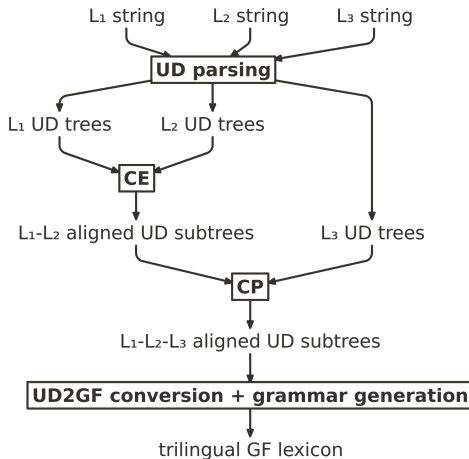 L₁ string L₂ string L₃ string
UD parsing
L₁ UD trees L₂ UD trees
CE
L₁-L₂ aligned UD subtrees L₃ UD trees
CP
L₁-L₂-L₃ aligned UD subtrees
UD2GF conversion + grammar generation
trilingual GF lexicon